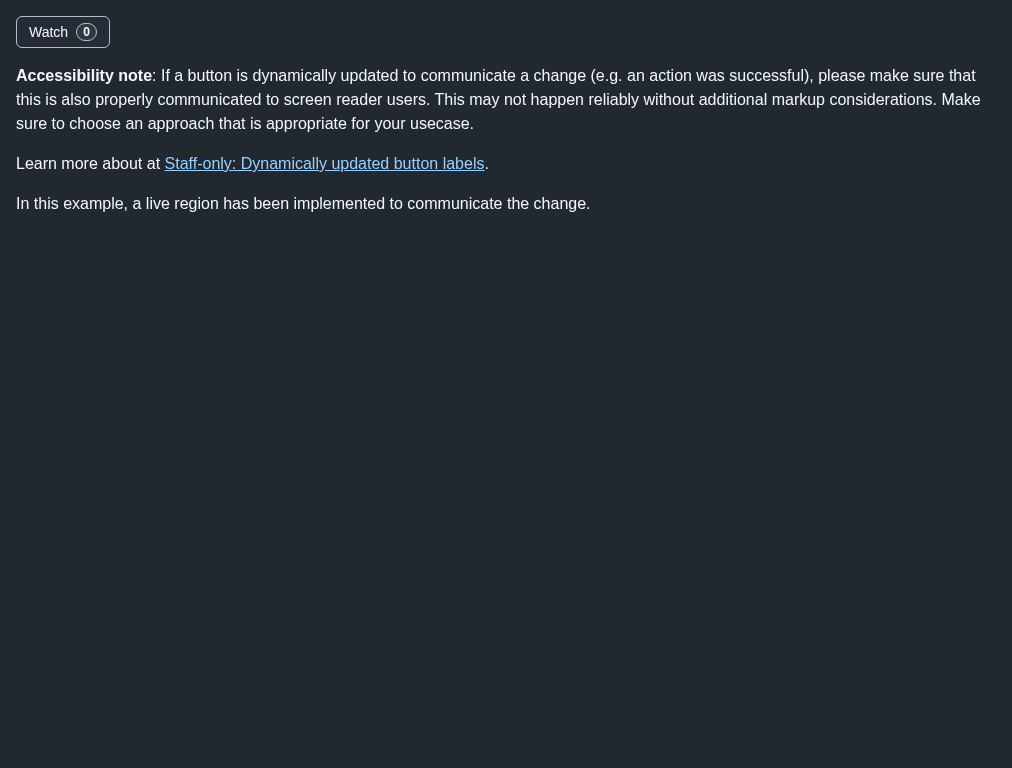 Watch 0
Accessibility note: If a button is dynamically updated to communicate a change (e.g. an action was successful), please make sure that
this is also properly communicated to screen reader users. This may not happen reliably without additional markup considerations. Make
sure to choose an approach that is appropriate for your usecase.
Learn more about at Staff-only: Dynamically updated button labels.
In this example, a live region has been implemented to communicate the change.